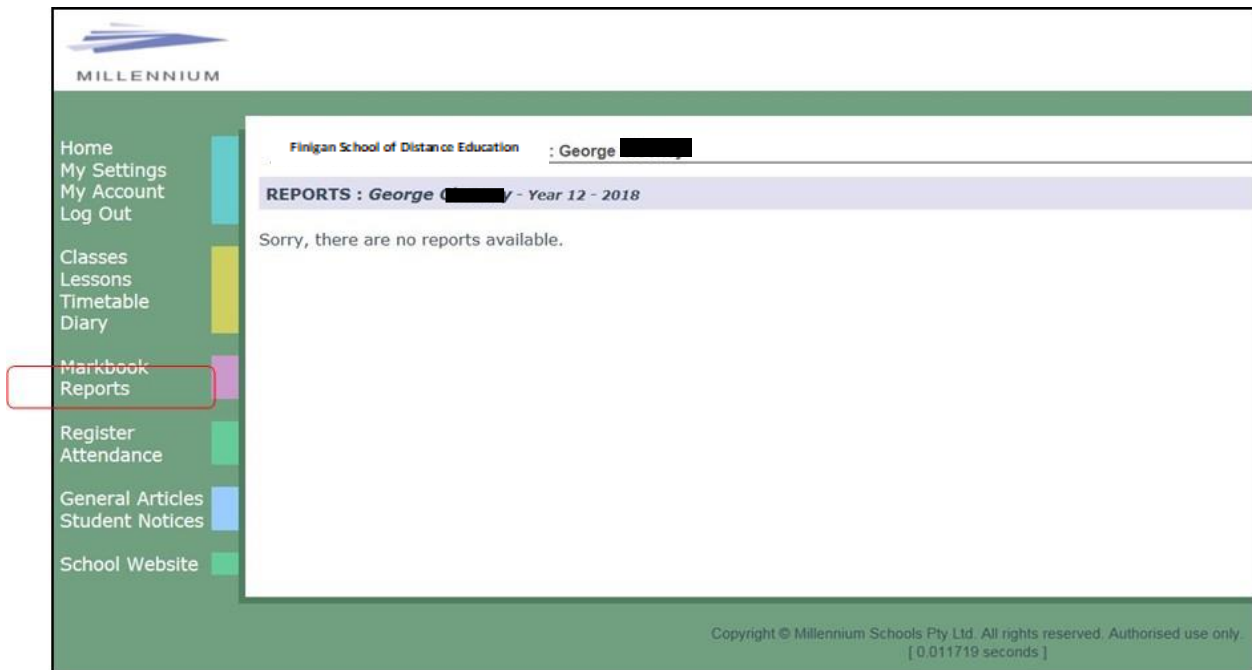 MILLENNIUM
Home
My Settings
My Account
Log Out
Classes
Lessons
Timetable
Diary
Markbook
Reports
Register
Attendance
General Articles
Student Notices
School Website
Finigan School of Distance Education : George
REPORTS : George - Year 12 - 2018
Sorry, there are no reports available.
Copyright © Millennium Schools Pty Ltd. All rights reserved. Authorised use only.
[ 0.011719 seconds ]